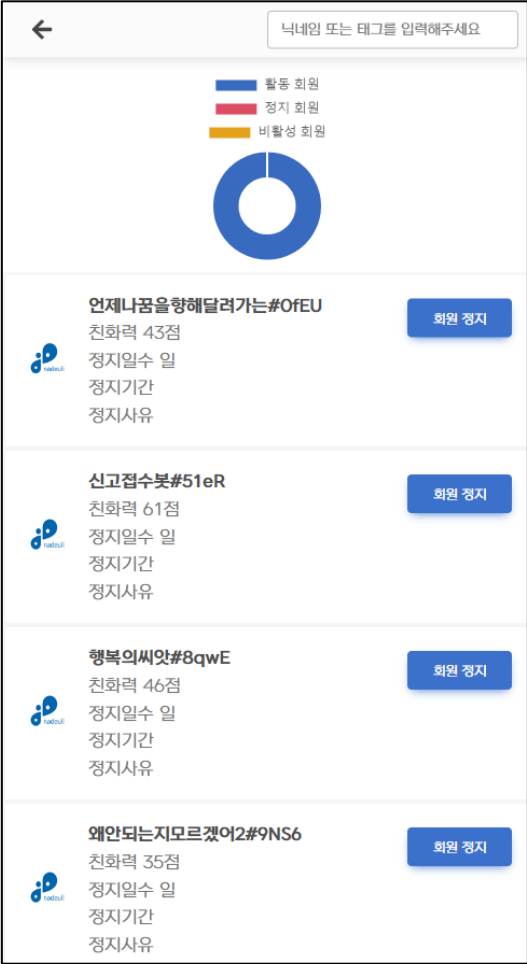 닉네임 또는 태그를 입력해주세요
활동 회원
정지 회원
비활성 회원
언제나꿈을향해달려가는#OfEU
회원 정지
친화력 43점
정지일수 일
정지기간
정지사유
nadeuli
신고접수봇#51eR
회원 정지
친화력 61점
정지일수 일
정지기간
정지사유
nadeuli
행복의씨앗#8qwE
회원 정지
친화력 46점
정지일수 일
정지기간
정지사유
nadeuli
왜안되는지모르겠어2#9NS6
회원 정지
친화력 35점
정지일수 일
정지기간
정지사유
nadeuli